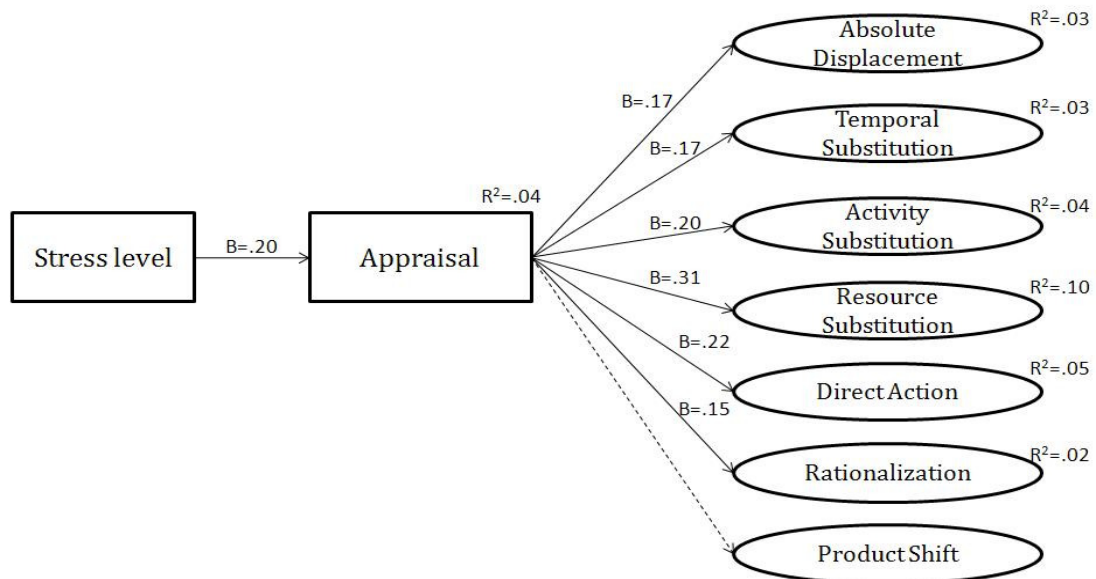 R²=.03
Absolute
Displacement
B=.17
R²=.03
Temporal
Substitution
B=.17
R²=.04
R²=.04
Activity
Substitution
B=.20
Stress level
B=.20
Appraisal
B=.31
R²=.10
Resource
Substitution
B=.22
R²=.05
Direct Action
B=.15
R²=.02
Rationalization
Product Shift